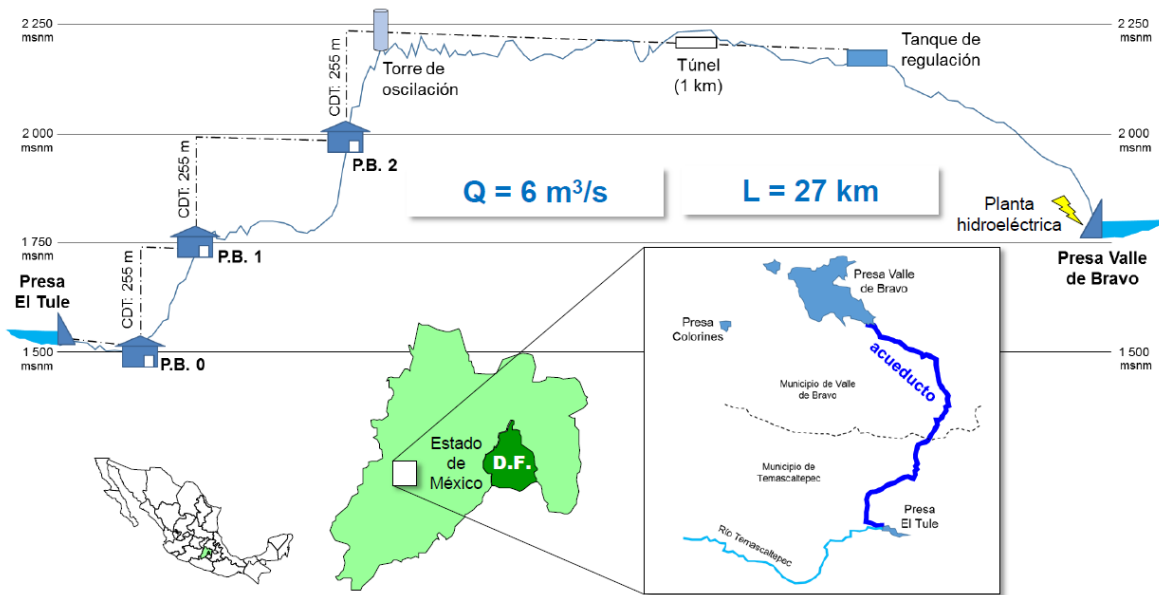 2 250
msnm
2 250
msnm
CDT: 255 m
Torre de
oscilación
Túnel
(1 km)
Tanque de
regulación
2 000
msnm
2 000
msnm
P.B. 2
CDT: 255 m
Q = 6 m³/s
L = 27 km
Planta
hidroeléctrica
1 750
msnm
1 750
msnm
P.B. 1
Presa
El Tule
CDT: 255 m
Presa Valle
de Bravo
1 500
msnm
1 500
msnm
P.B. 0
Presa Valle
de Bravo
Presa
Colorines
acueducto
Municipio de Valle
de Bravo
Estado
de
México
D.F.
Municipio de
Temascaltepec
Presa
El Tule
Río Temascaltepec